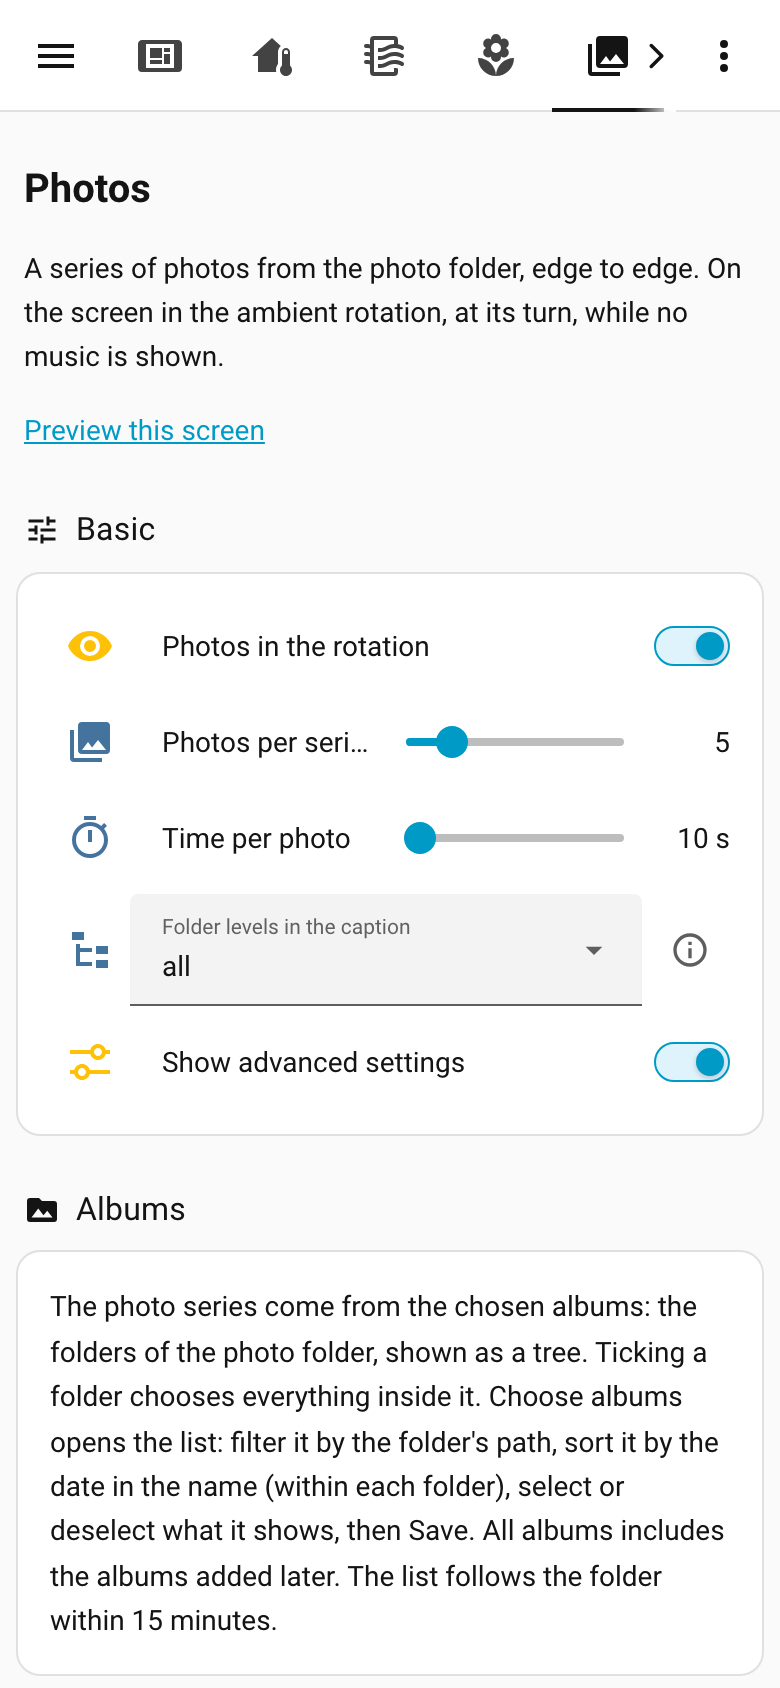 Photos
A series of photos from the photo folder, edge to edge. On
the screen in the ambient rotation, at its turn, while no
music is shown.
Preview this screen
Basic
Photos in the rotation
Photos per seri...
5
Time per photo
10 s
Folder levels in the caption
all
Show advanced settings
Albums
The photo series come from the chosen albums: the
folders of the photo folder, shown as a tree. Ticking a
folder chooses everything inside it. Choose albums
opens the list: filter it by the folder's path, sort it by the
date in the name (within each folder), select or
deselect what it shows, then Save. All albums includes
the albums added later. The list follows the folder
within 15 minutes.